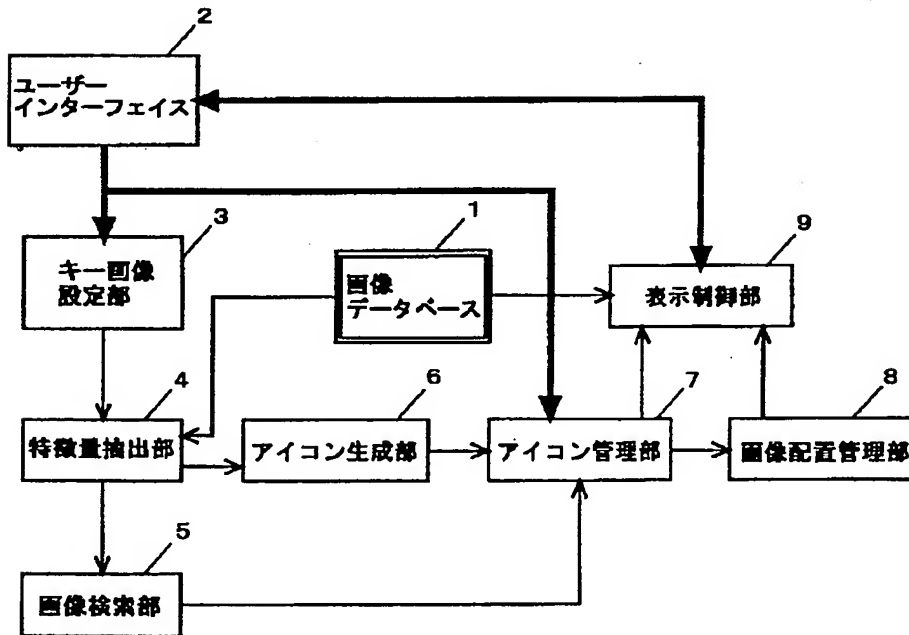 2
ユーザー
インターフェイス
3
キー画像
設定部
1
画像
データベース
9
表示制御部
4
特徴量抽出部
6
アイコン生成部
7
アイコン管理部
8
画像配置管理部
5
画像検索部